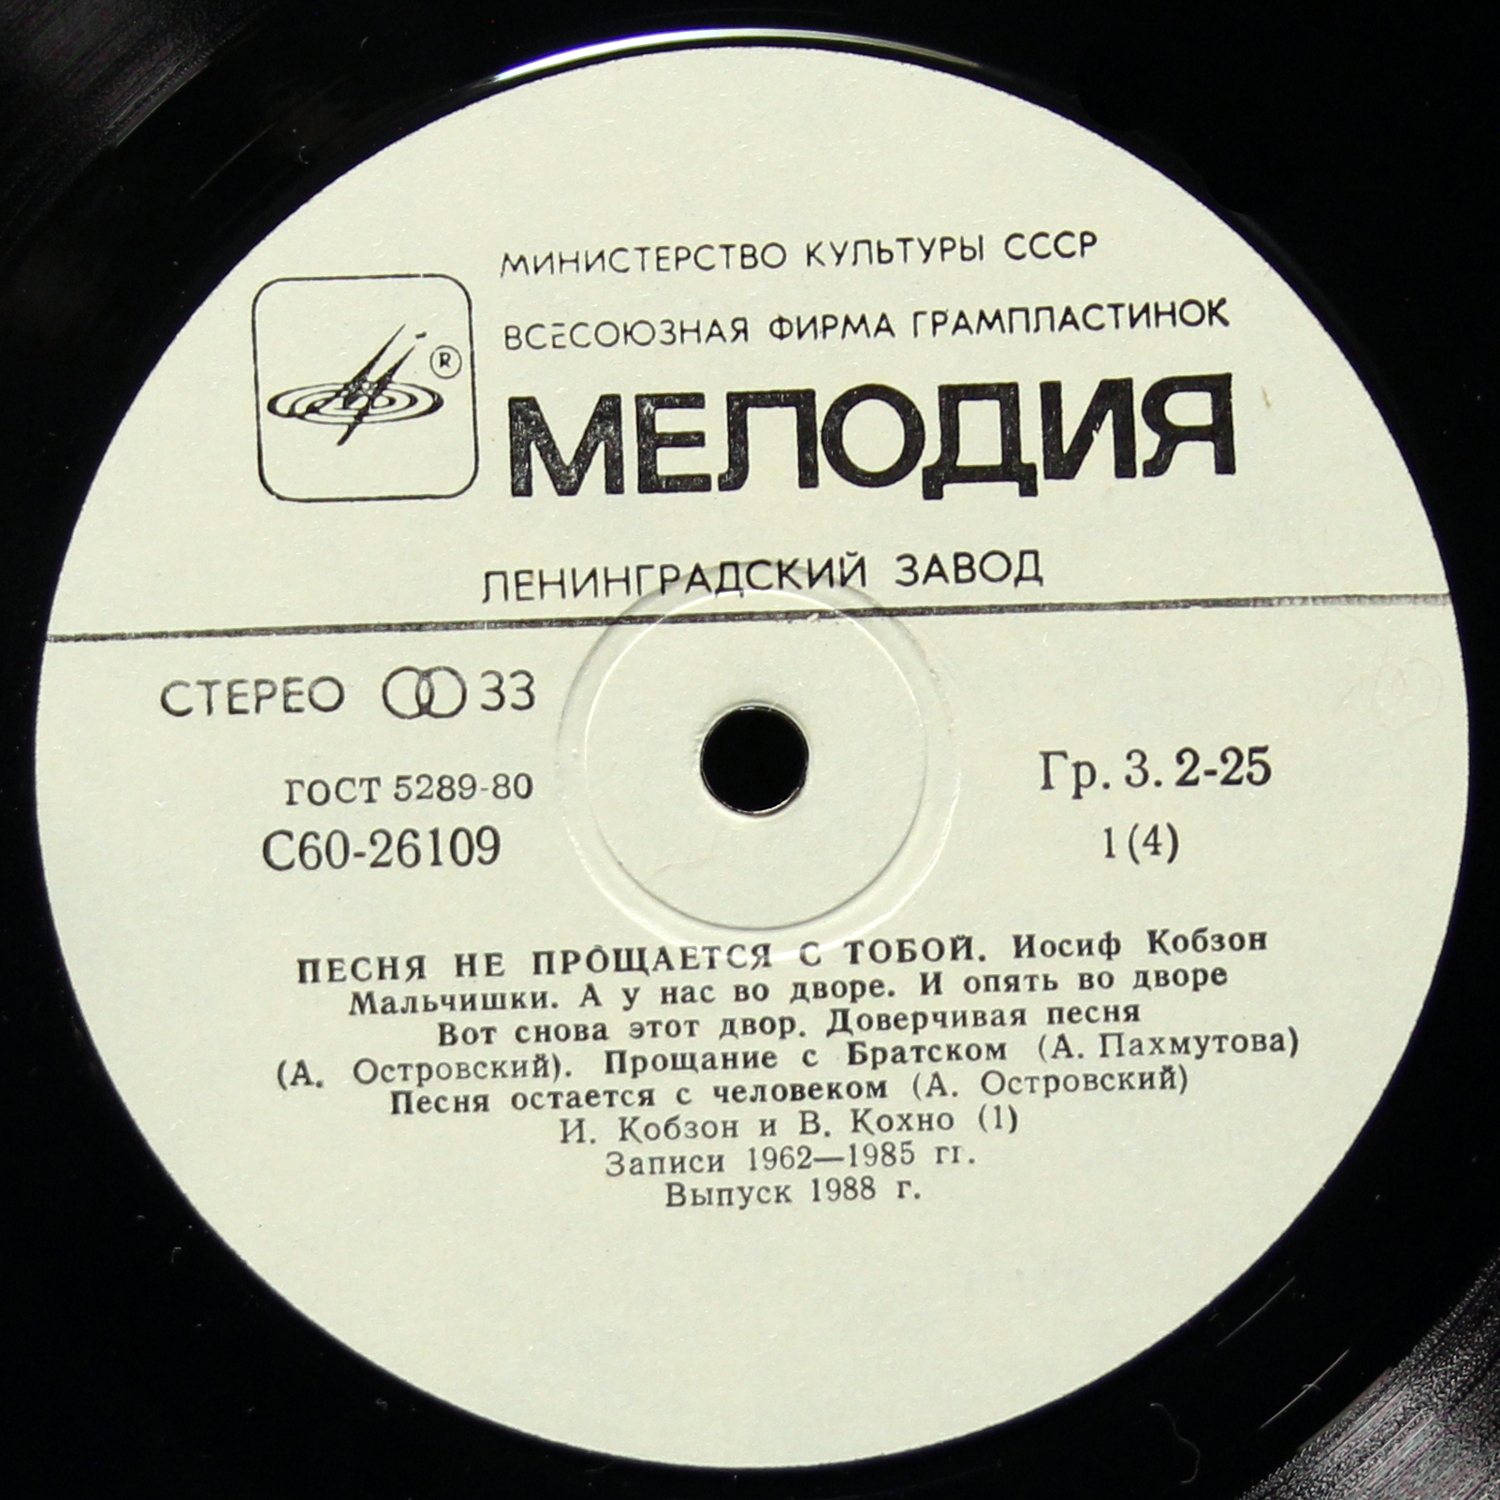 МИНИСТЕРСТВО КУЛЬТУРЫ СССР
ВСЕСОЮЗНАЯ ФИРМА ГРАМПЛАСТИНОК
®
МЕЛОДИЯ
ЛЕНИНГРАДСКИЙ ЗАВОД
СТЕРЕО 33
ГОСТ 5289-80
Гр. 3. 2-25
С60-26109
1 (4)
ПЕСНЯ НЕ ПРОЩАЕТСЯ С ТОБОЙ. Иосиф Кобзон
Мальчишки. А у нас во дворе. И опять во дворе
Вот снова этот двор. Доверчивая песня
(А. Островский). Прощание с Братском (А. Пахмутова)
Песня остается с человеком (А. Островский)
И. Кобзон и В. Кохно (1)
Записи 1962—1985 гг.
Выпуск 1988 г.